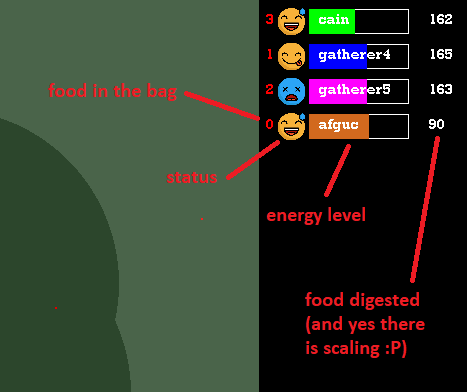 3 cain 162
1 gatherer4 165
2 gatherer5 163
food in the bag
0 afguc 90
status
energy level
food digested
(and yes there
is scaling :P)